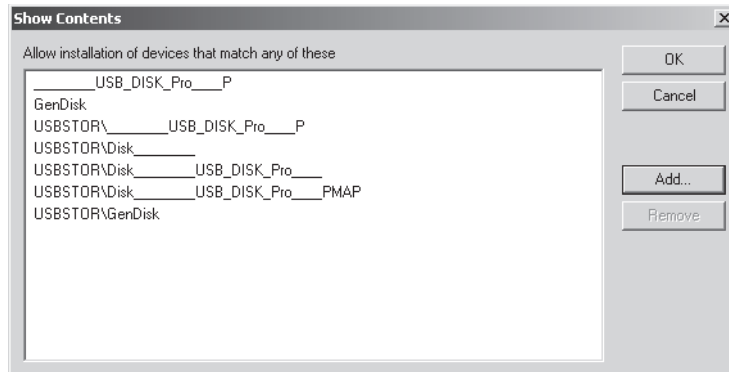 Show Contents
Allow installation of devices that match any of these
________USB_DISK_Pro____P
GenDisk
USBSTOR\________USB_DISK_Pro____P
USBSTOR\Disk________
USBSTOR\Disk________USB_DISK_Pro____
USBSTOR\Disk________USB_DISK_Pro____PMAP
USBSTOR\GenDisk
OK
Cancel
Add...
Remove